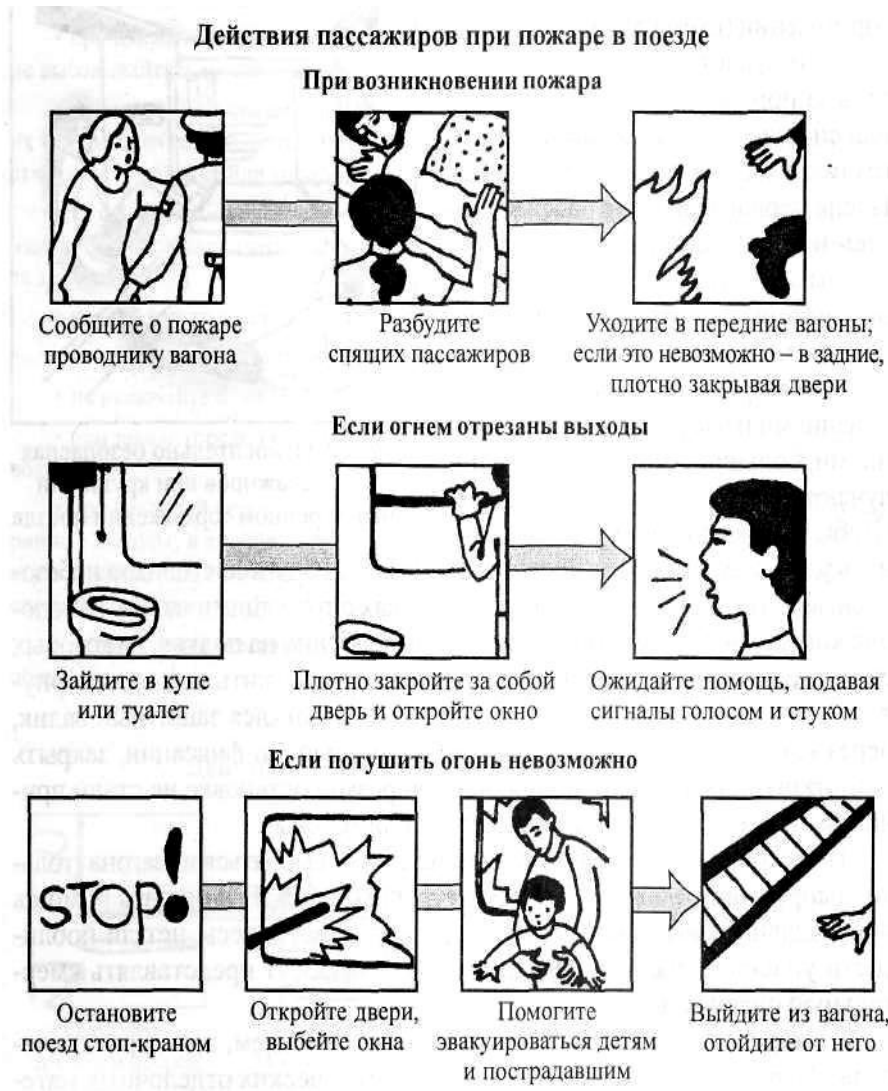 Действия пассажиров при пожаре в поезде
При возникновении пожара
Сообщите о пожаре
проводнику вагона
Разбудите
спящих пассажиров
Уходите в передние вагоны;
если это невозможно – в задние,
плотно закрывая двери
Если огнем отрезаны выходы
Зайдите в купе
или туалет
Плотно закройте за собой
дверь и откройте окно
Ожидайте помощь, подавая
сигналы голосом и стуком
Если потушить огонь невозможно
STOP!
Остановите
поезд стоп-краном
Откройте двери,
выбейте окна
Помогите
эвакуироваться детям
и пострадавшим
Выйдите из вагона,
отойдите от него